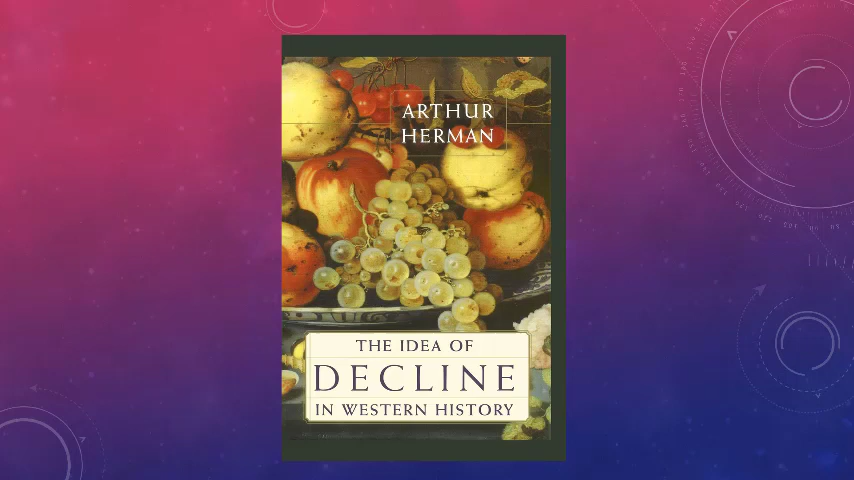 ARTHUR
HERMAN
THE IDEA OF
DECLINE
IN WESTERN HISTORY